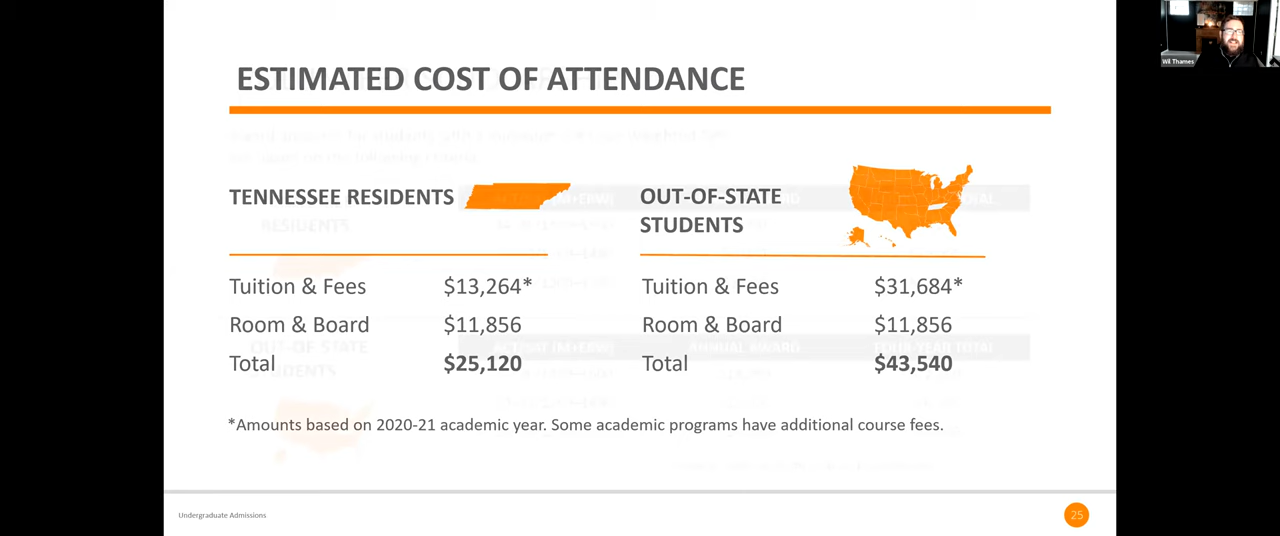 ESTIMATED COST OF ATTENDANCE
Wil Thames
TENNESSEE RESIDENTS
OUT-OF-STATE
STUDENTS
Tuition & Fees $13,264*
Room & Board $11,856
Total $25,120
Tuition & Fees $31,684*
Room & Board $11,856
Total $43,540
*Amounts based on 2020-21 academic year. Some academic programs have additional course fees.
Undergraduate Admissions
25